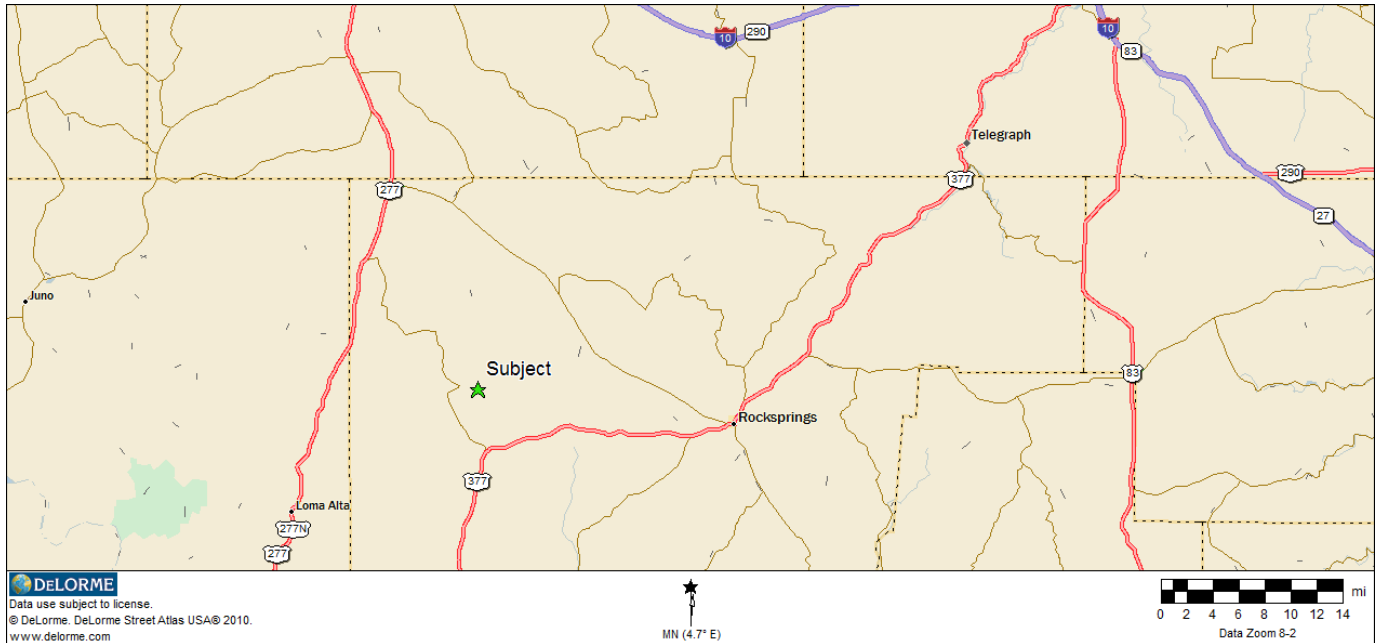 10
290
10
83
Telegraph
277
377
290
27
Juno
Subject
83
Rocksprings
377
Loma Alta
277N
277
DELORME
Data use subject to license.
© DeLorme. DeLorme Street Atlas USA® 2010.
www.delorme.com
MN (4.7° E)
mi
0 2 4 6 8 10 12 14
Data Zoom 8-2